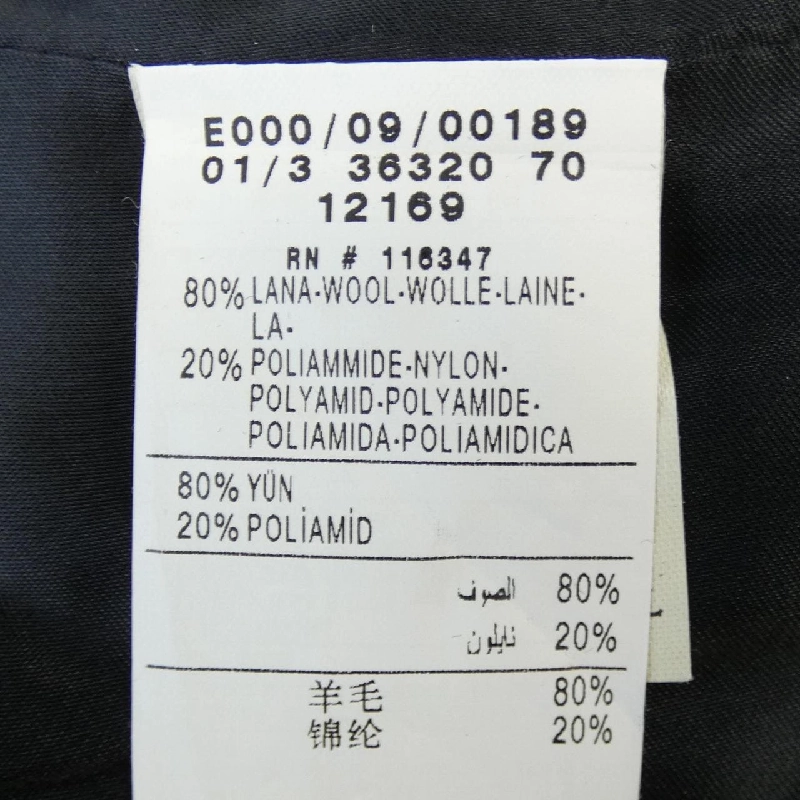 E000/09/00189
01/3 36320 70
12169
RN # 116347
80% LANA-WOOL-WOLLE-LAINE-
LA-
20% POLIAMMIDE-NYLON-
POLYAMID-POLYAMIDE-
POLIAMIDA-POLIAMIDICA
80% YÜN
20% POLİAMİD
الصوف 80%
نايلون 20%
羊毛 80%
锦纶 20%